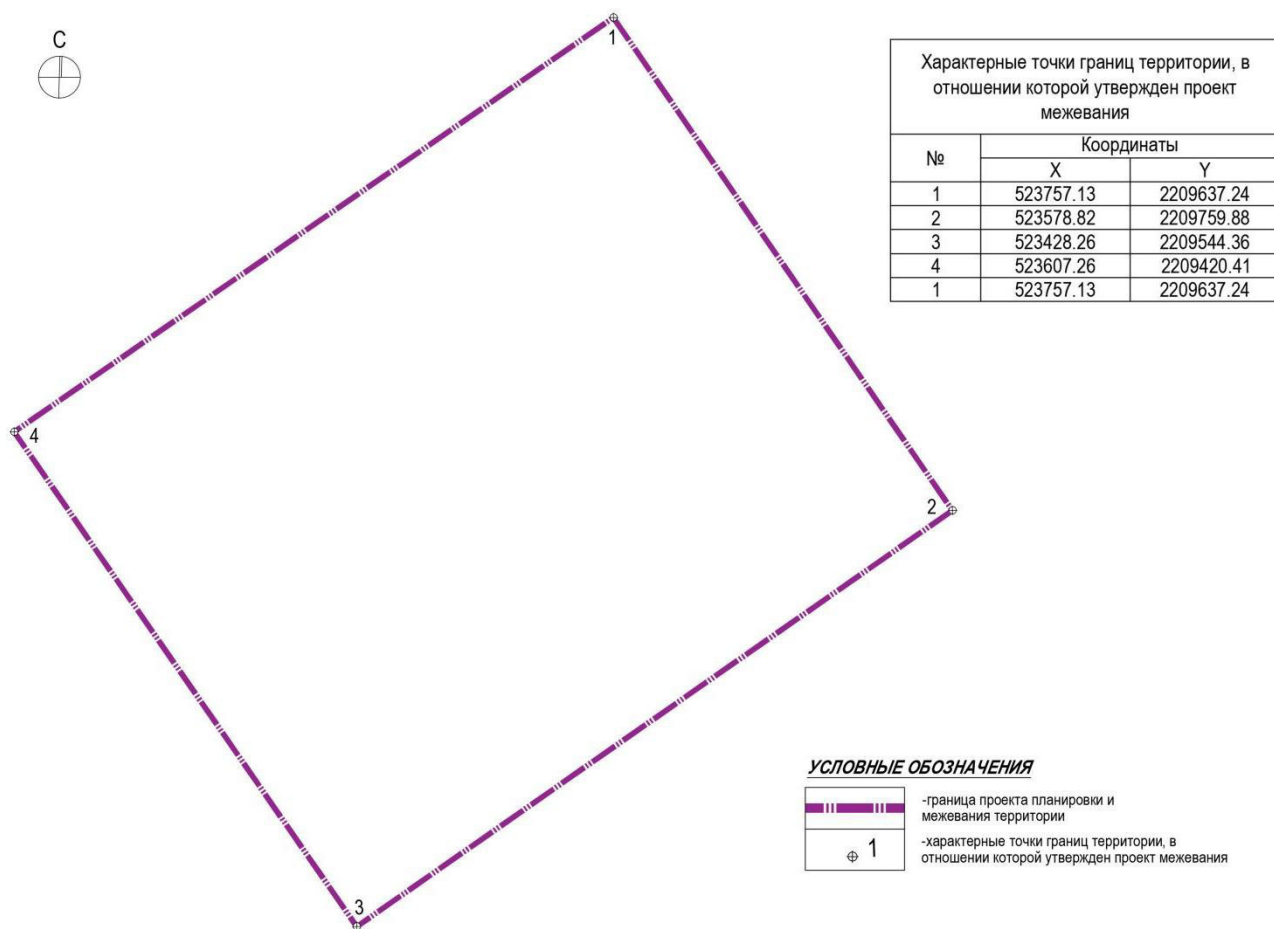 С
1
Характерные точки границ территории, в
отношении которой утвержден проект
межевания
№
Координаты
X Y
1 523757.13 2209637.24
2 523578.82 2209759.88
3 523428.26 2209544.36
4 523607.26 2209420.41
1 523757.13 2209637.24
4
2
УСЛОВНЫЕ ОБОЗНАЧЕНИЯ
-граница проекта планировки и
межевания территории
1
-характерные точки границ территории, в
отношении которой утвержден проект межевания
3